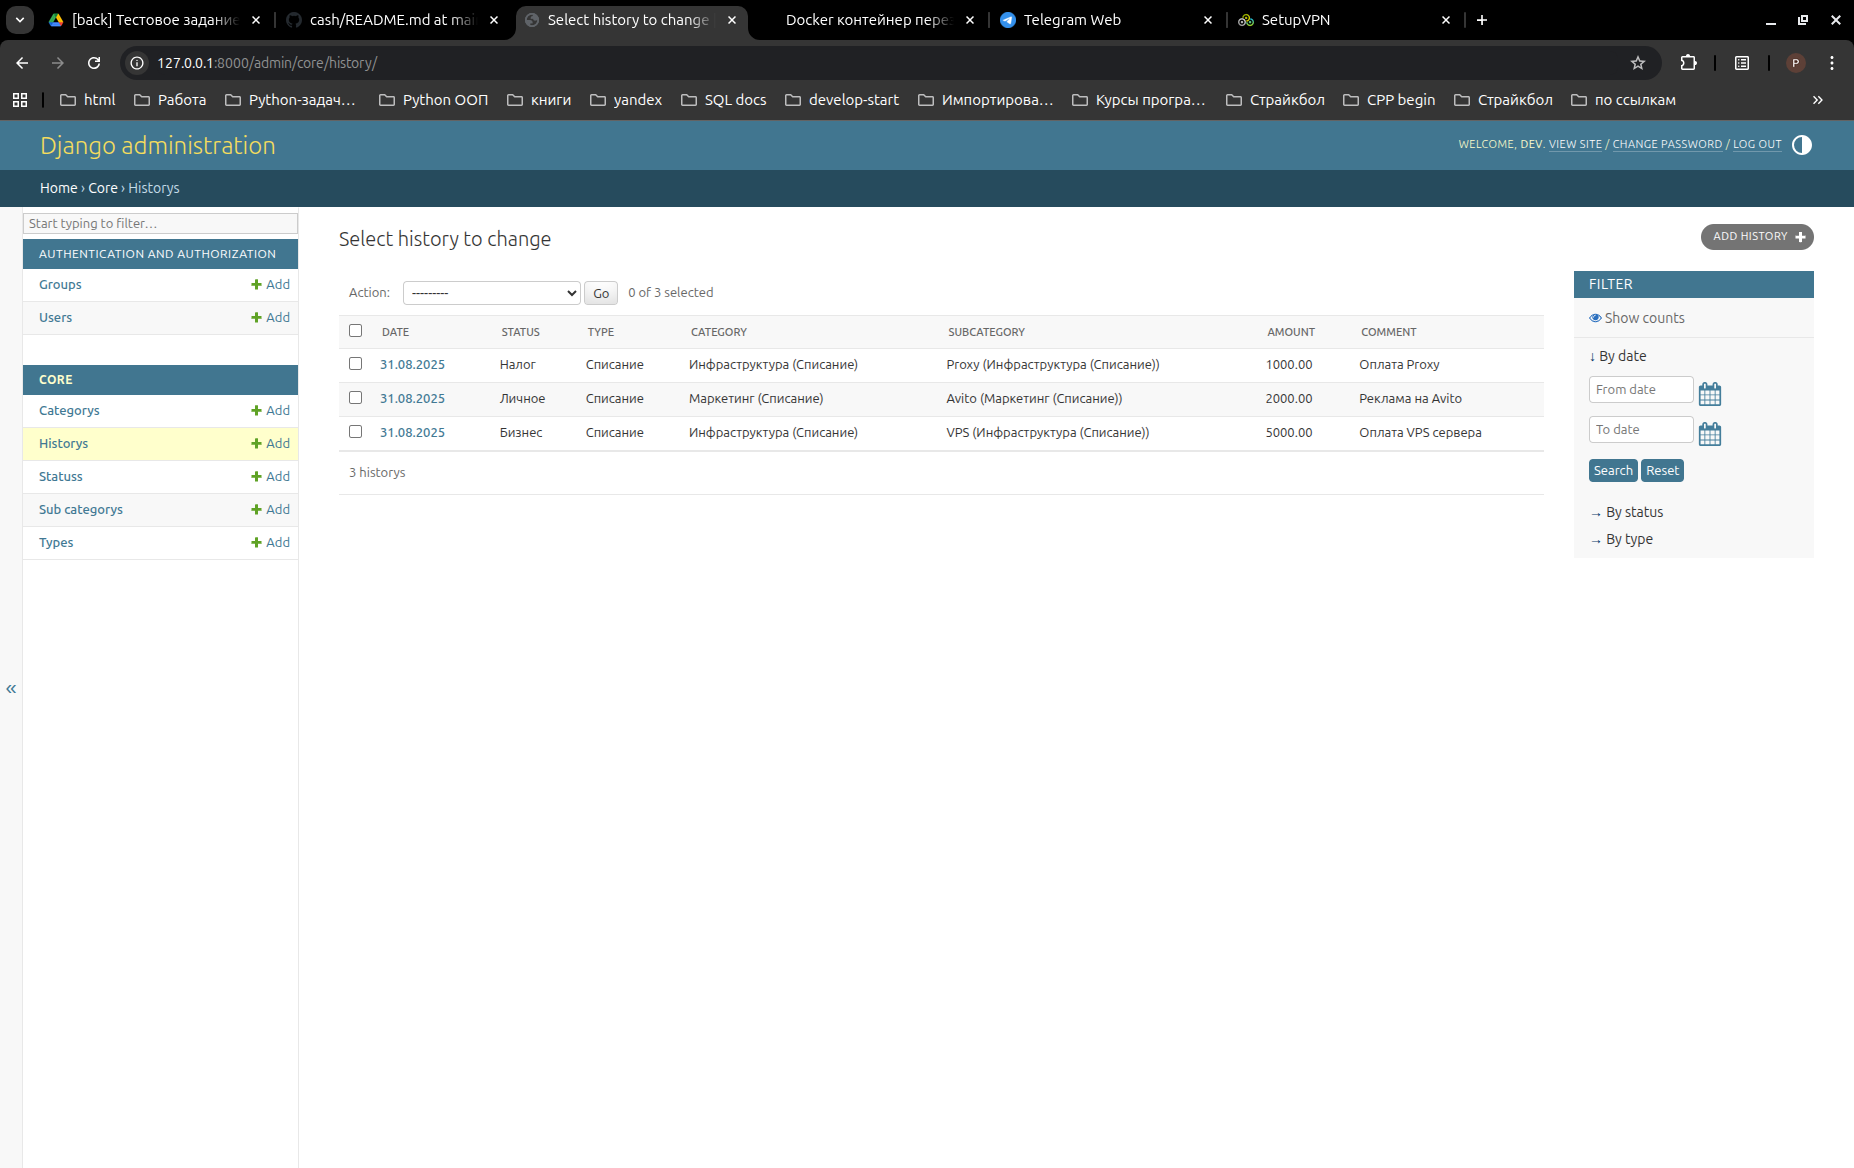 [back] Тестовое задание
cash/README.md at mai
Select history to change
Docker контейнер пере
Telegram Web
SetupVPN
127.0.0.1:8000/admin/core/history/
P
html
Работа
Python-задач...
Python ООП
книги
yandex
SQL docs
develop-start
Импортирова...
Курсы програ...
Страйкбол
CPP begin
Страйкбол
по ссылкам
»
Django administration
WELCOME, DEV. VIEW SITE / CHANGE PASSWORD / LOG OUT
Home › Core › Historys
Start typing to filter...
AUTHENTICATION AND AUTHORIZATION
Groups + Add
Users + Add
CORE
Categorys + Add
Historys + Add
Statuss + Add
Sub categorys + Add
Types + Add
«
Select history to change
ADD HISTORY +
Action: --------- Go 0 of 3 selected
DATE STATUS TYPE CATEGORY SUBCATEGORY AMOUNT COMMENT
31.08.2025 Налог Списание Инфраструктура (Списание) Proxy (Инфраструктура (Списание)) 1000.00 Оплата Proxy
31.08.2025 Личное Списание Маркетинг (Списание) Avito (Маркетинг (Списание)) 2000.00 Реклама на Avito
31.08.2025 Бизнес Списание Инфраструктура (Списание) VPS (Инфраструктура (Списание)) 5000.00 Оплата VPS сервера
3 historys
FILTER
Show counts
↓ By date
From date
To date
Search Reset
→ By status
→ By type